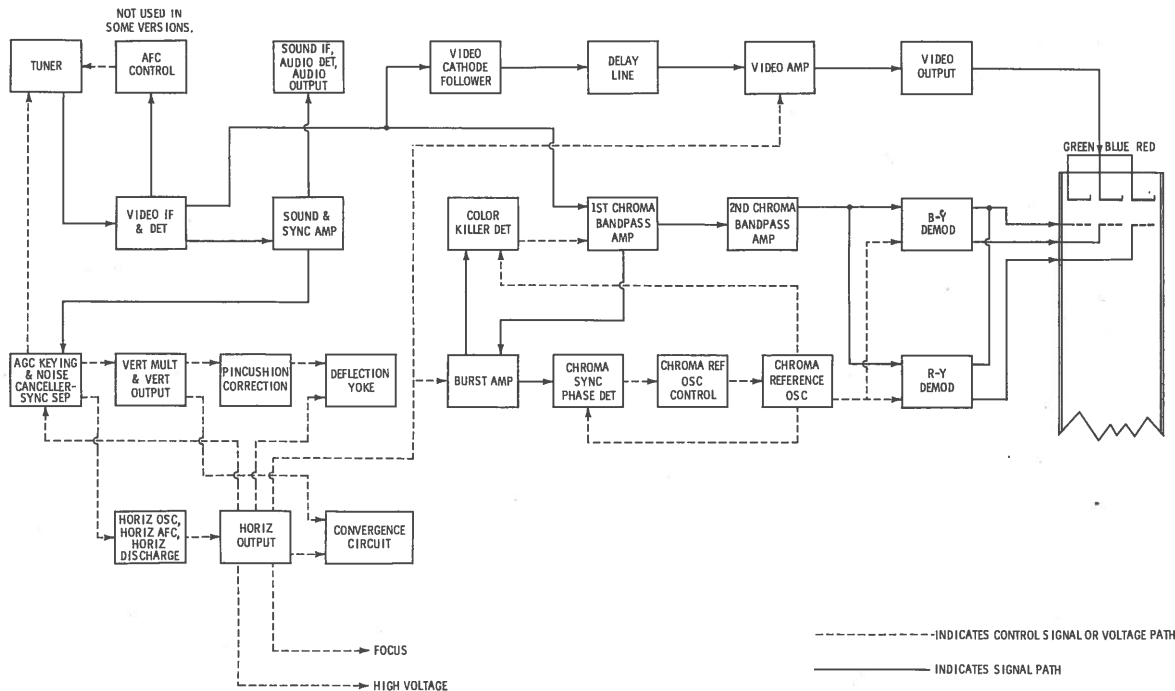 NOT USED IN
SOME VERSIONS.
TUNER
AFC
CONTROL
SOUND IF,
AUDIO DET,
AUDIO
OUTPUT
VIDEO
CATHODE
FOLLOWER
DELAY
LINE
VIDEO AMP
VIDEO
OUTPUT
GREEN BLUE RED
VIDEO IF
& DET
SOUND &
SYNC AMP
COLOR
KILLER DET
1ST CHROMA
BANDPASS
AMP
2ND CHROMA
BANDPASS
AMP
B-Y
DEMOD
AGC KEYING
& NOISE
CANCELLER-
SYNC SEP
VERT MULT
& VERT
OUTPUT
PINCUSHION
CORRECTION
DEFLECTION
YOKE
BURST AMP
CHROMA
SYNC
PHASE DET
CHROMA REF
OSC
CONTROL
CHROMA
REFERENCE
OSC
R-Y
DEMOD
HORIZ OSC,
HORIZ AFC,
HORIZ
DISCHARGE
HORIZ
OUTPUT
CONVERGENCE
CIRCUIT
INDICATES CONTROL SIGNAL OR VOLTAGE PATH
FOCUS
INDICATES SIGNAL PATH
HIGH VOLTAGE